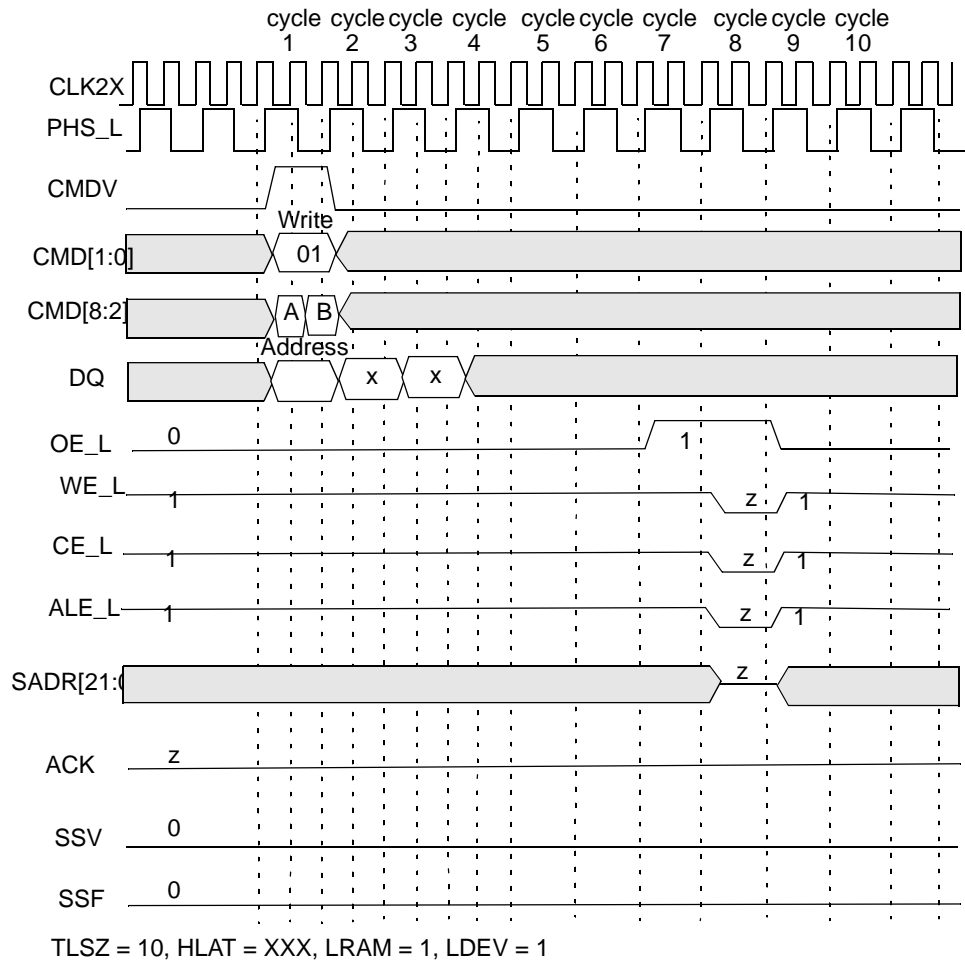 cycle cycle cycle cycle cycle cycle cycle cycle cycle cycle
1 2 3 4 5 6 7 8 9 10
CLK2X
PHS_L
CMDV
Write
CMD[1:0] 01
CMD[8:2] A B
Address
DQ x x
OE_L 0 1
WE_L 1 z 1
CE_L 1 z 1
ALE_L 1 z 1
SADR[21:0 z
ACK z
SSV 0
SSF 0
TLSZ = 10, HLAT = XXX, LRAM = 1, LDEV = 1